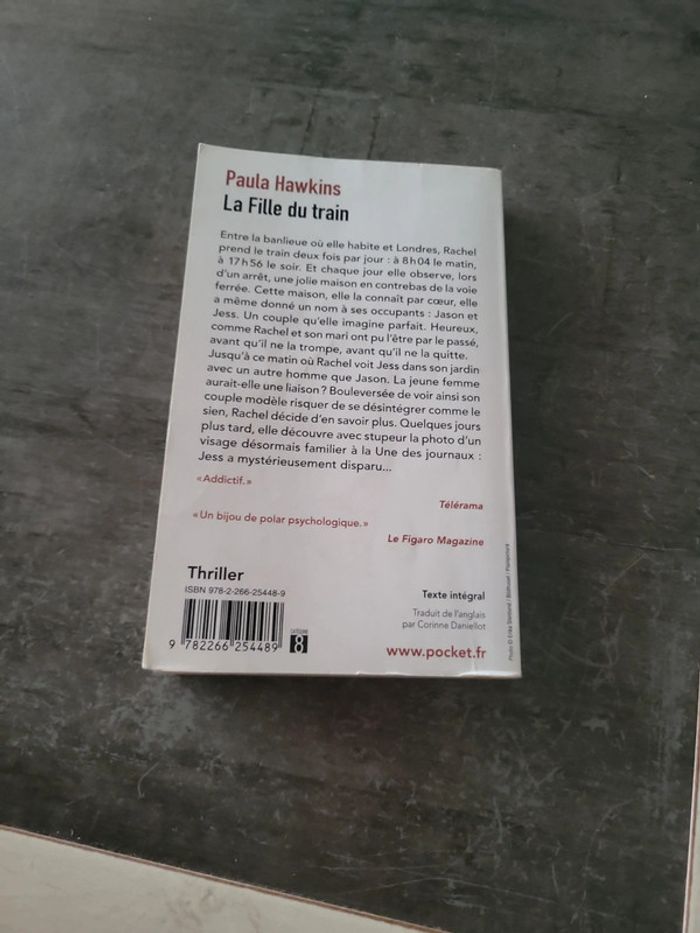 Paula Hawkins
La Fille du train
Entre la banlieue où elle habite et Londres, Rachel
prend le train deux fois par jour : à 8 h 04 le matin,
à 17 h 56 le soir. Et chaque jour elle observe, lors
d'un arrêt, une jolie maison en contrebas de la voie
ferrée. Cette maison, elle la connaît par cœur, elle
a même donné un nom à ses occupants : Jason et
Jess. Un couple qu'elle imagine parfait. Heureux,
comme Rachel et son mari ont pu l'être par le passé,
avant qu'il ne la trompe, avant qu'il ne la quitte.
Jusqu'à ce matin où Rachel voit Jess dans son jardin
avec un autre homme que Jason. La jeune femme
aurait-elle une liaison ? Bouleversée de voir ainsi son
couple modèle risquer de se désintégrer comme le
sien, Rachel décide d'en savoir plus. Quelques jours
plus tard, elle découvre avec stupeur la photo d'un
visage désormais familier à la Une des journaux :
Jess a mystérieusement disparu...
« Addictif. »
Télérama
« Un bijou de polar psychologique. »
Le Figaro Magazine
Thriller
ISBN 978-2-266-25448-9
9 782266 254489
CATÉGORIE
8
Texte intégral
Traduit de l'anglais
par Corinne Daniellot
www.pocket.fr